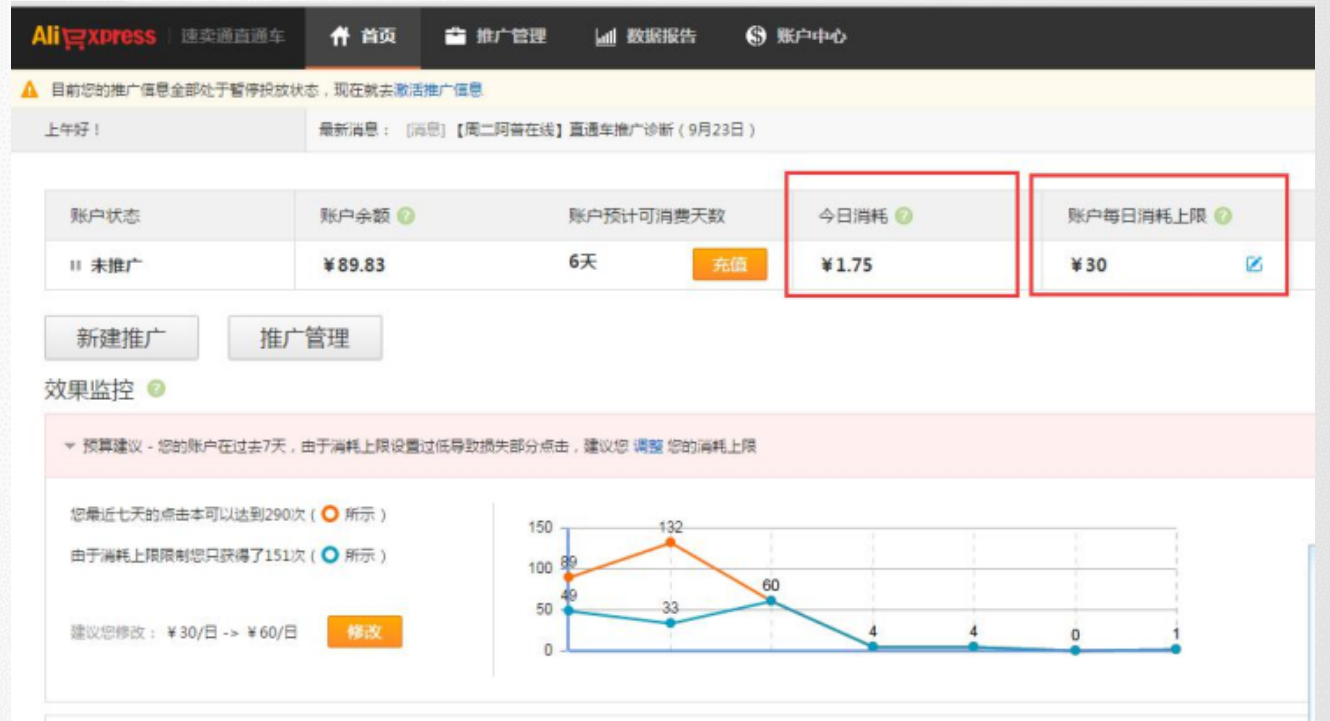 AliExpress 速卖通直通车 首页 推广管理 数据报告 账户中心
目前您的推广信息全部处于暂停投放状态，现在就去激活推广信息
上午好！ 最新消息： [消息] 【周二阿普在线】直通车推广诊断（9月23日）
账户状态 账户余额 ? 账户预计可消费天数 今日消耗 ? 账户每日消耗上限 ?
未推广 ¥89.83 6天 充值 ¥1.75 ¥30
新建推广 推广管理
效果监控 ?
预算建议 - 您的账户在过去7天，由于消耗上限设置过低导致损失部分点击，建议您 调整 您的消耗上限
您最近七天的点击本可以达到290次（ 所示 ）
由于消耗上限限制您只获得了151次（ 所示 ）
建议您修改： ¥30/日 -> ¥60/日 修改
150
100
50
0
89 132
49 33 60 4 4 0 1